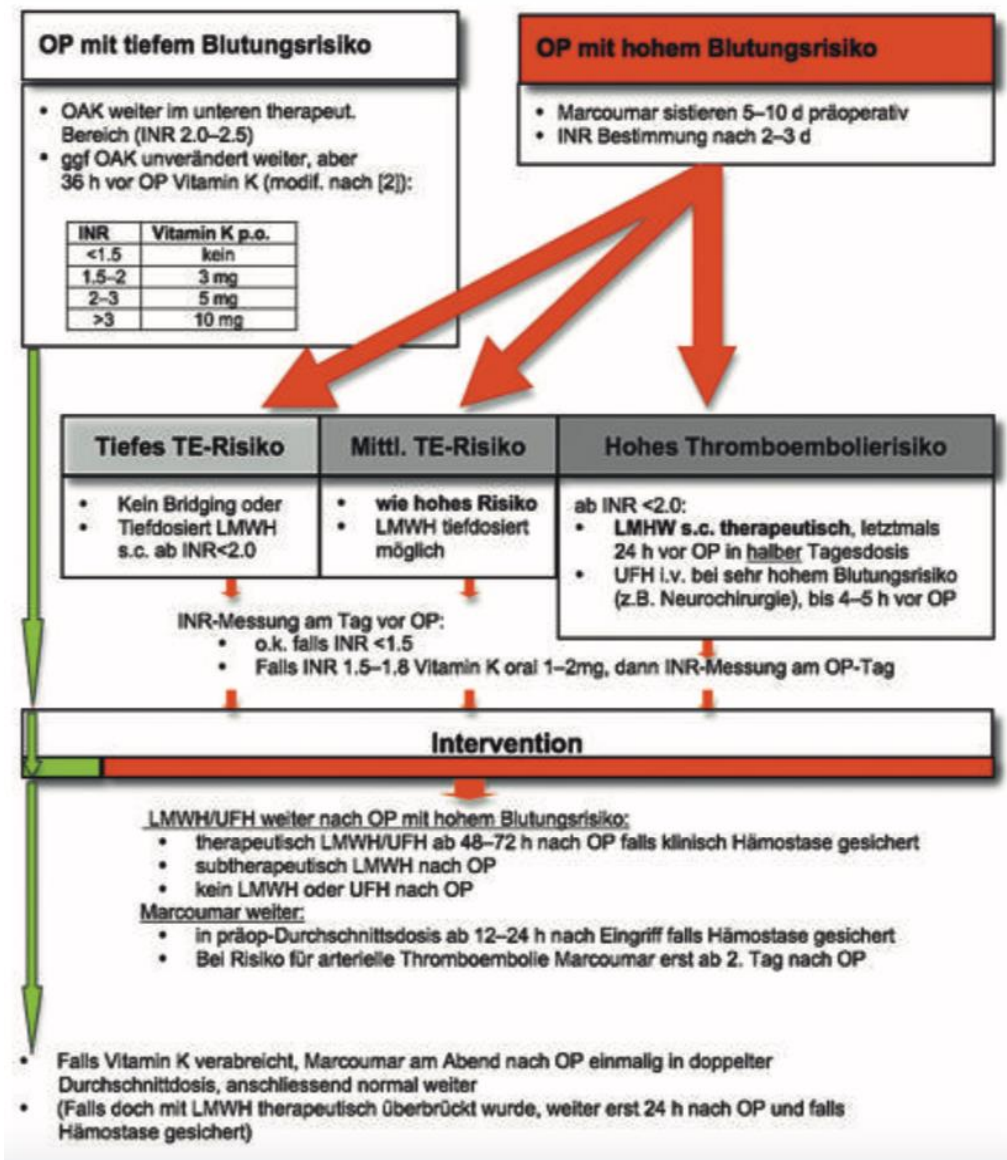 OP mit tiefem Blutungsrisiko
• OAK weiter im unteren therapeut.
Bereich (INR 2.0–2.5)
• ggf OAK unverändert weiter, aber
36 h vor OP Vitamin K (modif. nach [2]):
INR Vitamin K p.o.
<1.5 kein
1.5–2 3 mg
2–3 5 mg
>3 10 mg
OP mit hohem Blutungsrisiko
• Marcoumar sistieren 5–10 d präoperativ
• INR Bestimmung nach 2–3 d
Tiefes TE-Risiko
• Kein Bridging oder
• Tiefdosiert LMWH
s.c. ab INR<2.0
Mittl. TE-Risiko
• wie hohes Risiko
• LMWH tiefdosiert
möglich
Hohes Thromboembolierisiko
ab INR <2.0:
• LMHW s.c. therapeutisch, letztmals
24 h vor OP in halber Tagesdosis
• UFH i.v. bei sehr hohem Blutungsrisiko
(z.B. Neurochirurgie), bis 4–5 h vor OP
INR-Messung am Tag vor OP:
• o.k. falls INR <1.5
• Falls INR 1.5–1.8 Vitamin K oral 1–2mg, dann INR-Messung am OP-Tag
Intervention
LMWH/UFH weiter nach OP mit hohem Blutungsrisiko:
• therapeutisch LMWH/UFH ab 48–72 h nach OP falls klinisch Hämostase gesichert
• subtherapeutisch LMWH nach OP
• kein LMWH oder UFH nach OP
Marcoumar weiter:
• in präop-Durchschnittsdosis ab 12–24 h nach Eingriff falls Hämostase gesichert
• Bei Risiko für arterielle Thromboembolie Marcoumar erst ab 2. Tag nach OP
• Falls Vitamin K verabreicht, Marcoumar am Abend nach OP einmalig in doppelter
Durchschnittdosis, anschliessend normal weiter
• (Falls doch mit LMWH therapeutisch überbrückt wurde, weiter erst 24 h nach OP und falls
Hämostase gesichert)